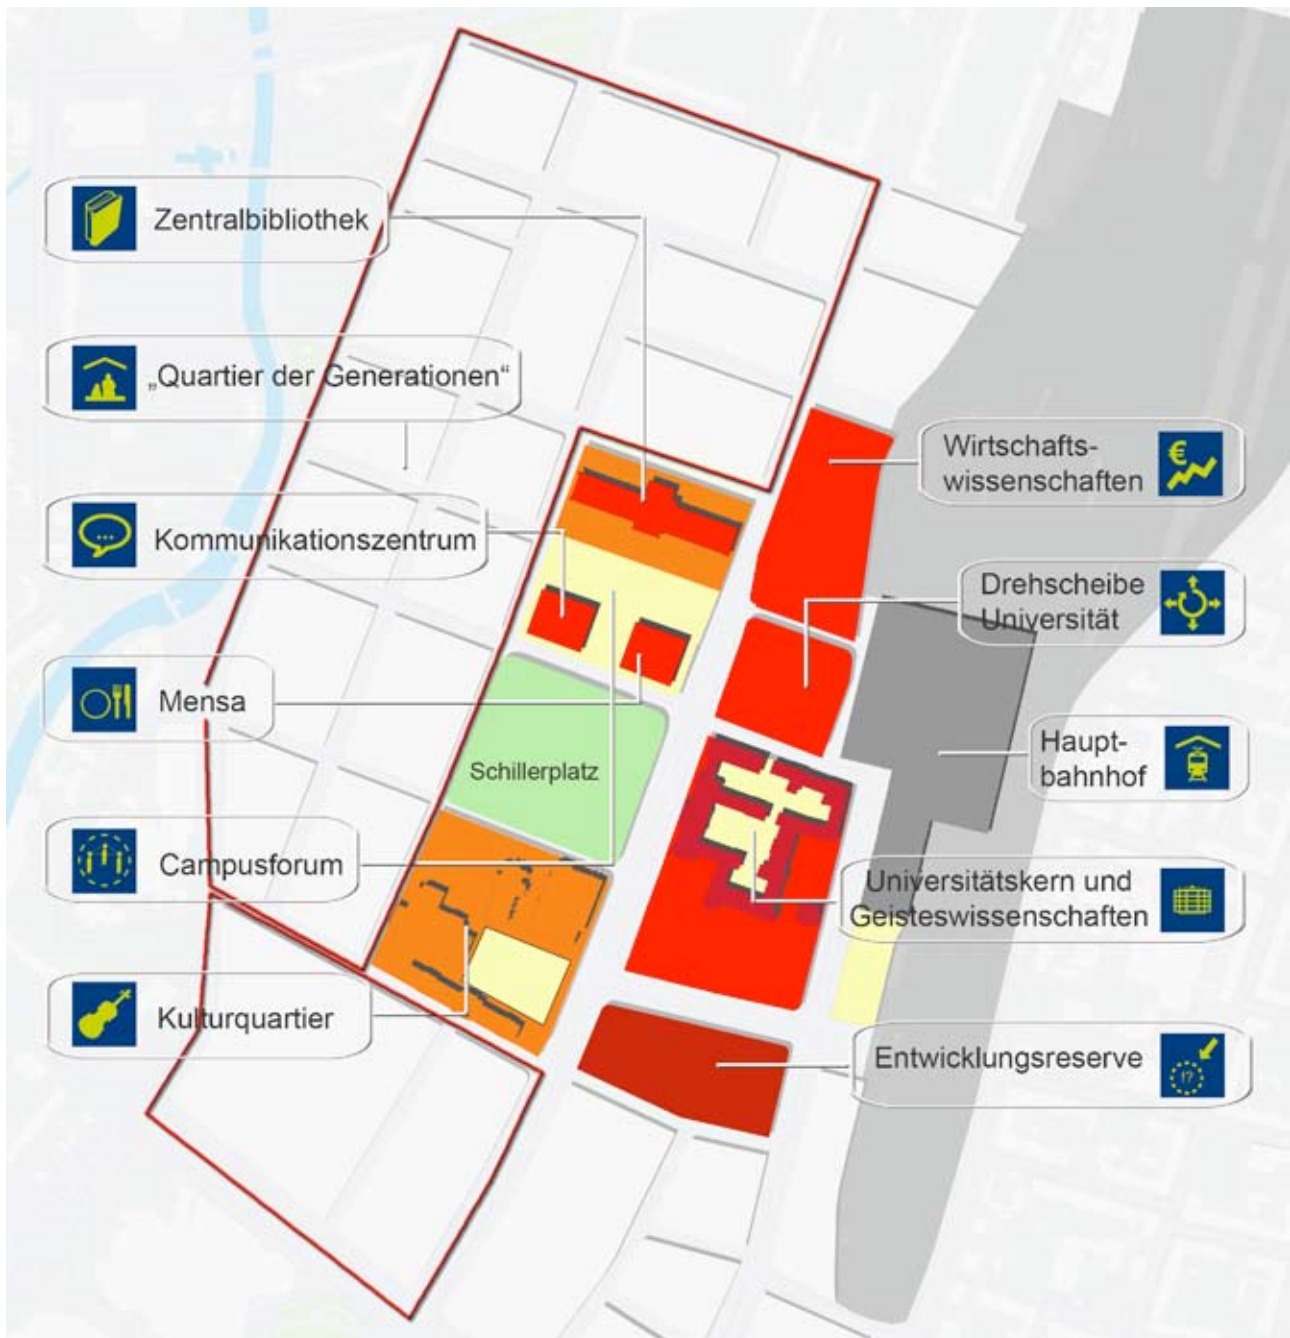 Zentralbibliothek
„Quartier der Generationen“
Kommunikationszentrum
Mensa
Campusforum
Kulturquartier
Schillerplatz
Wirtschafts-
wissenschaften
€
Drehscheibe
Universität
Haupt-
bahnhof
Universitätskern und
Geisteswissenschaften
Entwicklungsreserve
!?